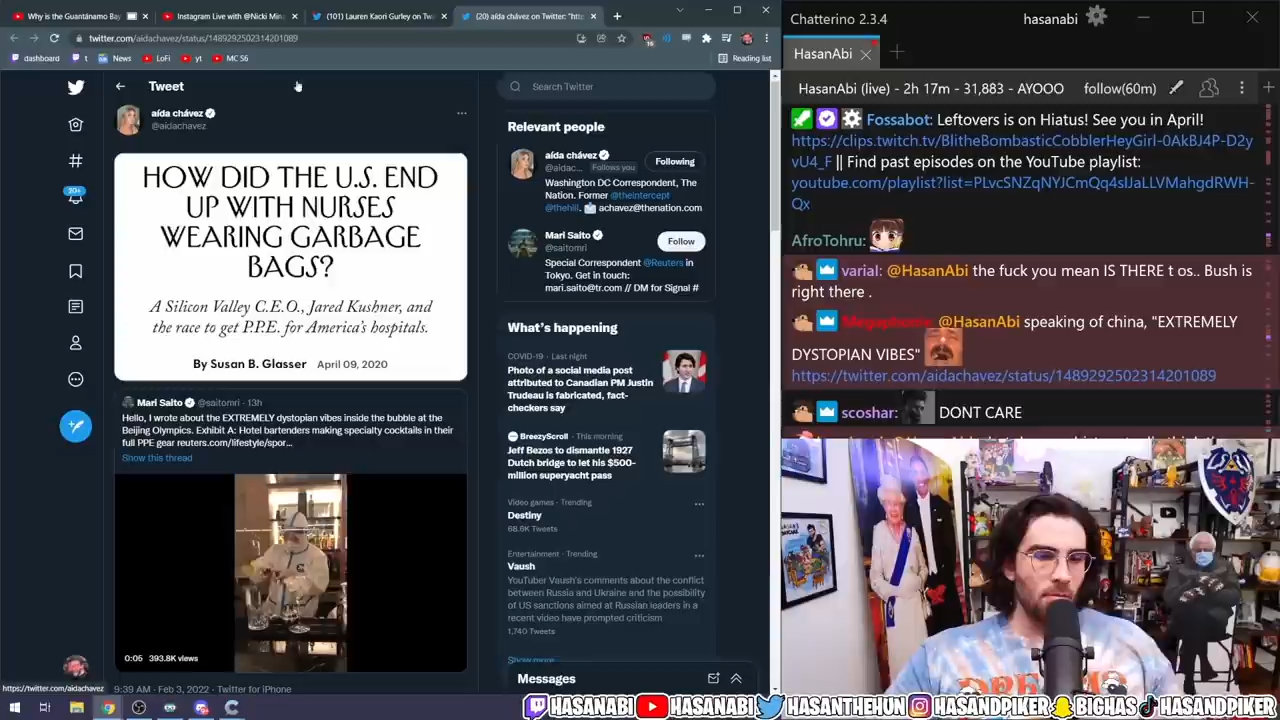 Why is the Guantánamo Bay
Instagram Live with @Nicki Mina
(101) Lauren Kaori Gurley on Tw
(20) aída chávez on Twitter: "htt
Chatterino 2.3.4
hasanabi
twitter.com/aidachavez/status/1489292502314201089
dashboard
t
News
LoFi
yt
MC S6
Reading list
HasanAbi
HasanAbi (live) - 2h 17m - 31,883 - AYOOO
follow(60m)
Tweet
Search Twitter
aída chávez
@aidachavez
HOW DID THE U.S. END
UP WITH NURSES
WEARING GARBAGE
BAGS?
A Silicon Valley C.E.O., Jared Kushner, and
the race to get P.P.E. for America's hospitals.
By Susan B. Glasser April 09, 2020
Mari Saito @saitomri · 13h
Hello, I wrote about the EXTREMELY dystopian vibes inside the bubble at the
Beijing Olympics. Exhibit A: Hotel bartenders making specialty cocktails in their
full PPE gear reuters.com/lifestyle/spor...
Show this thread
0:05 393.8K views
9:39 AM · Feb 3, 2022 · Twitter for iPhone
https://twitter.com/aidachavez
20+
Relevant people
aída chávez
@aidac...
Follows you
Following
Washington DC Correspondent, The
Nation. Former @theintercept
@thehill. achavez@thenation.com
Mari Saito
@saitomri
Follow
Special Correspondent @Reuters in
Tokyo. Get in touch:
mari.saito@tr.com // DM for Signal #
What's happening
COVID-19 · Last night
Photo of a social media post
attributed to Canadian PM Justin
Trudeau is fabricated, fact-
checkers say
BreezyScroll · This morning
Jeff Bezos to dismantle 1927
Dutch bridge to let his $500-
million superyacht pass
Video games · Trending
Destiny
68.6K Tweets
Entertainment · Trending
Vaush
YouTuber Vaush's comments about the conflict
between Russia and Ukraine and the possibility
of US sanctions aimed at Russian leaders in a
recent video have prompted criticism
1,740 Tweets
Show more
Messages
Fossabot: Leftovers is on Hiatus! See you in April!
https://clips.twitch.tv/BlitheBombasticCobblerHeyGirl-0AkBJ4P-D2y
vU4_F || Find past episodes on the YouTube playlist:
youtube.com/playlist?list=PLvcSNZqNYJCmQq4sIJaLLVMahgdRWH-
Qx
AfroTohru:
varial: @HasanAbi the fuck you mean IS THERE t os.. Bush is
right there .
Megaphonix: @HasanAbi speaking of china, "EXTREMELY
DYSTOPIAN VIBES"
https://twitter.com/aidachavez/status/1489292502314201089
scoshar: DONT CARE
HASANABI HASANABI HASANTHEHUN HASANDPIKER BIGHAS HASANDPIKER